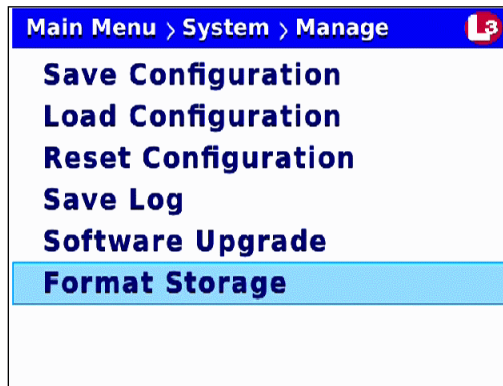 Main Menu > System > Manage L3
Save Configuration
Load Configuration
Reset Configuration
Save Log
Software Upgrade
Format Storage